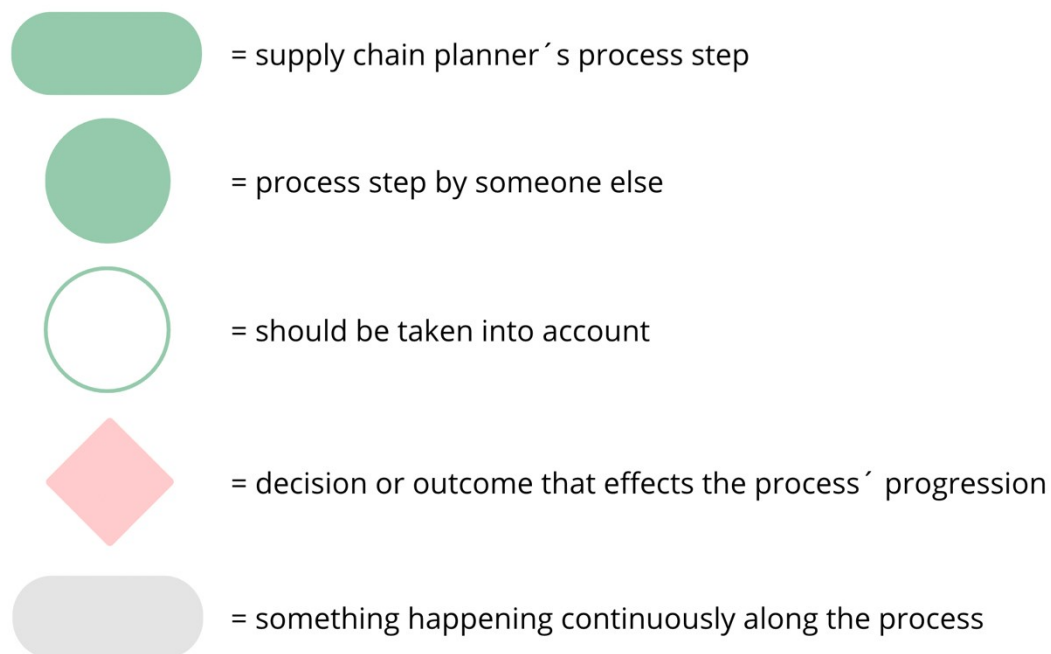 = supply chain planner´s process step
= process step by someone else
= should be taken into account
= decision or outcome that effects the process´ progression
= something happening continuously along the process